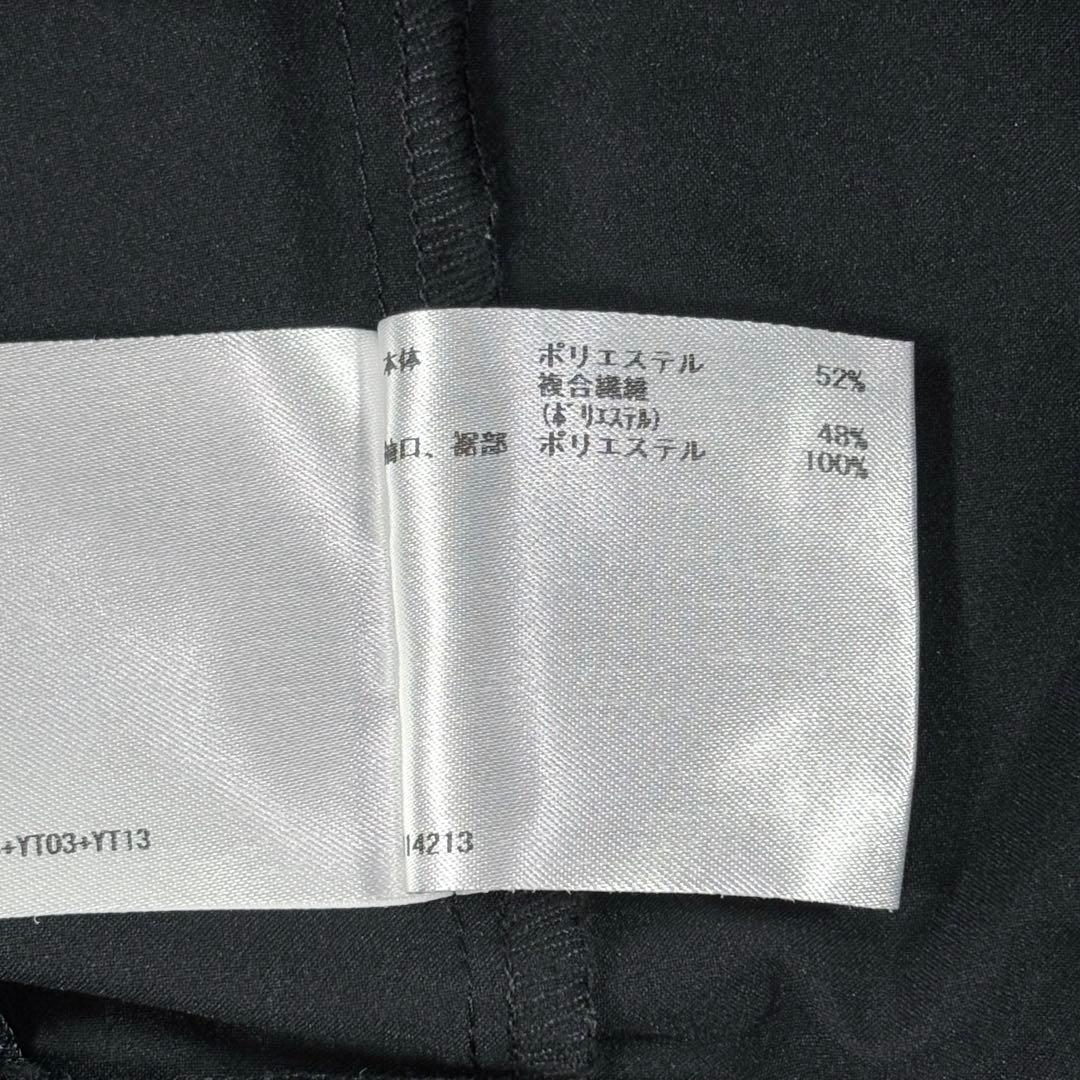 本体 ポリエステル 52%
複合繊維
(ポリエステル) 48%
口、裾部 ポリエステル 100%
+YT03+YT13
14213